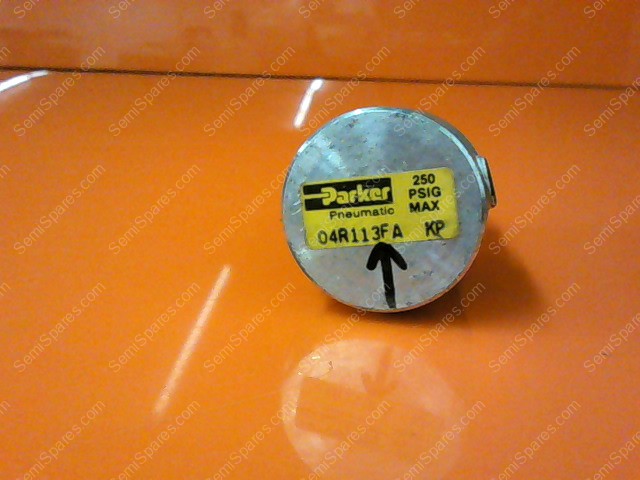 Parker
Pneumatic
250
PSIG
MAX
04R113FA KP
SemiSpares.com